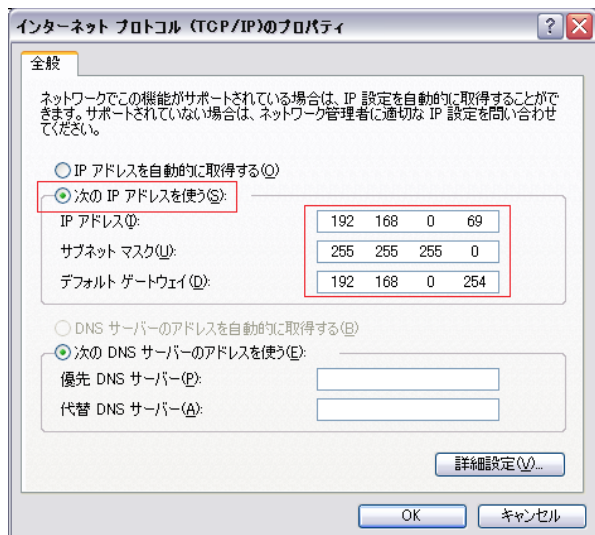 インターネット プロトコル (TCP/IP)のプロパティ
全般
ネットワークでこの機能がサポートされている場合は、IP 設定を自動的に取得することがで
きます。サポートされていない場合は、ネットワーク管理者に適切な IP 設定を問い合わせ
てください。
IP アドレスを自動的に取得する(O)
次の IP アドレスを使う(S):
IP アドレス(I): 192 168 0 69
サブネット マスク(U): 255 255 255 0
デフォルト ゲートウェイ(D): 192 168 0 254
DNS サーバーのアドレスを自動的に取得する(B)
次の DNS サーバーのアドレスを使う(E):
優先 DNS サーバー(P):
代替 DNS サーバー(A):
詳細設定(V)...
OK キャンセル